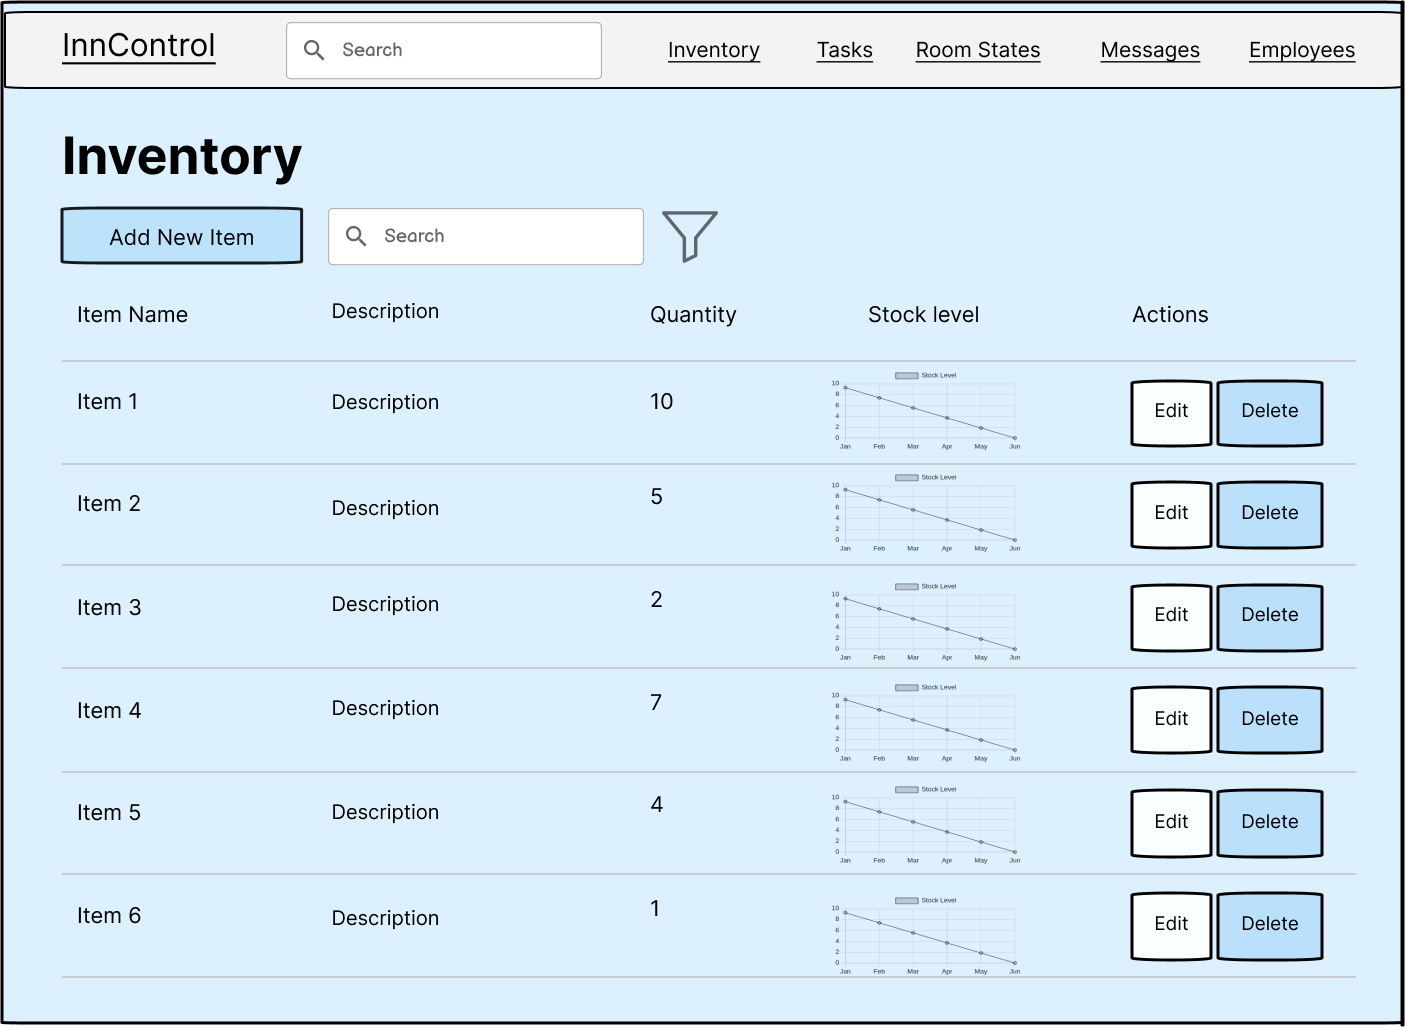 InnControl
Search
Inventory
Tasks
Room States
Messages
Employees
Inventory
Add New Item
Search
Item Name
Description
Quantity
Stock level
Actions
Item 1
Description
10
Stock Level
10
8
6
4
2
0
Jan Feb Mar Apr May Jun
Edit
Delete
Item 2
Description
5
Stock Level
10
8
6
4
2
0
Jan Feb Mar Apr May Jun
Edit
Delete
Item 3
Description
2
Stock Level
10
8
6
4
2
0
Jan Feb Mar Apr May Jun
Edit
Delete
Item 4
Description
7
Stock Level
10
8
6
4
2
0
Jan Feb Mar Apr May Jun
Edit
Delete
Item 5
Description
4
Stock Level
10
8
6
4
2
0
Jan Feb Mar Apr May Jun
Edit
Delete
Item 6
Description
1
Stock Level
10
8
6
4
2
0
Jan Feb Mar Apr May Jun
Edit
Delete